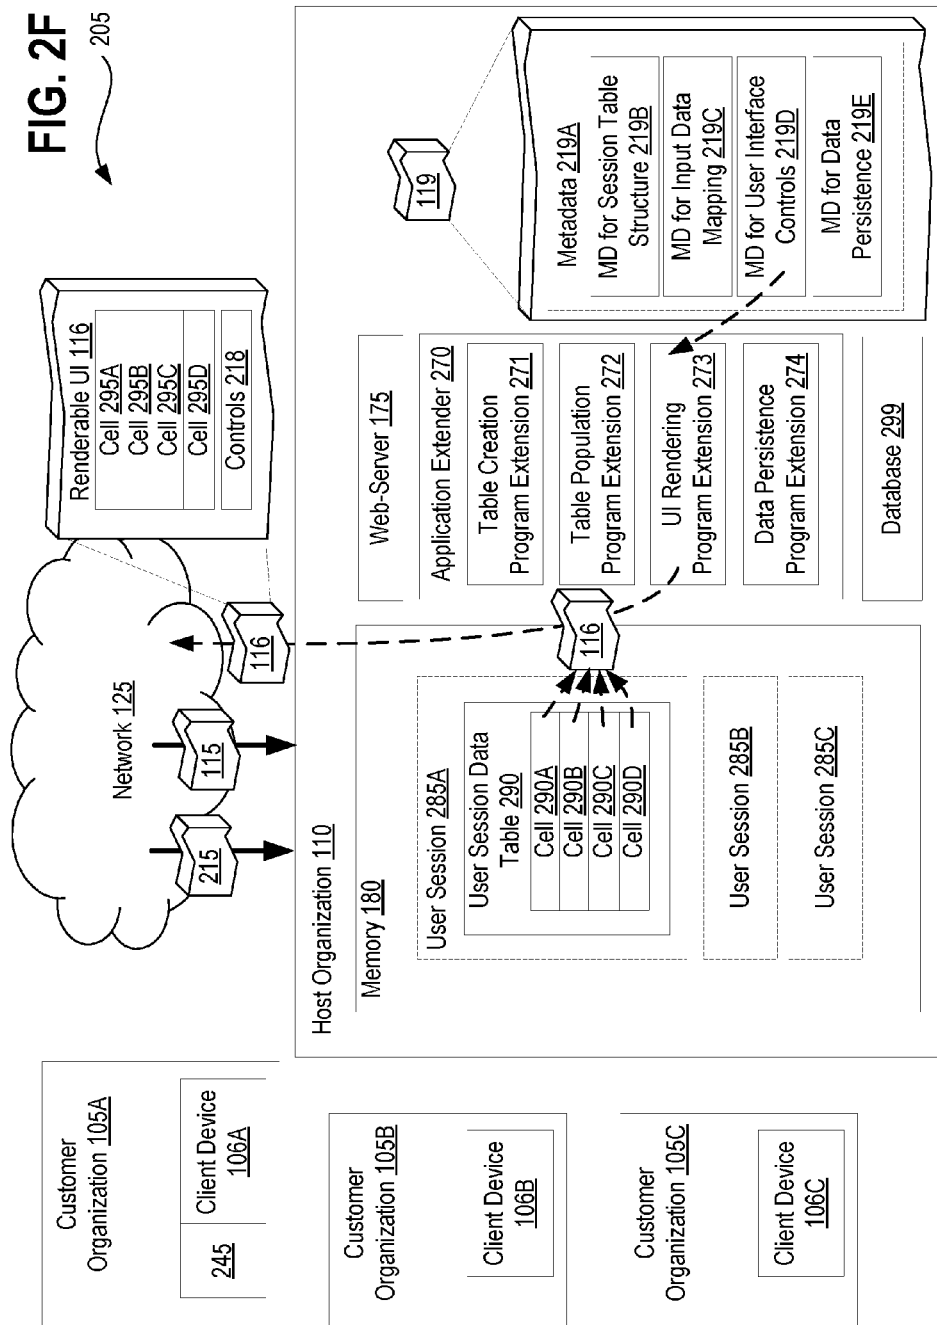 FIG. 2F
205
Customer
Organization 105A
245
Client Device
106A
Customer
Organization 105B
Client Device
106B
Customer
Organization 105C
Client Device
106C
Network 125
215
115
116
Renderable UI 116
Cell 295A
Cell 295B
Cell 295C
Cell 295D
Controls 218
Host Organization 110
Memory 180
User Session 285A
User Session Data
Table 290
Cell 290A
Cell 290B
Cell 290C
Cell 290D
User Session 285B
User Session 285C
116
Web-Server 175
Application Extender 270
Table Creation
Program Extension 271
Table Population
Program Extension 272
UI Rendering
Program Extension 273
Data Persistence
Program Extension 274
Database 299
119
Metadata 219A
MD for Session Table
Structure 219B
MD for Input Data
Mapping 219C
MD for User Interface
Controls 219D
MD for Data
Persistence 219E